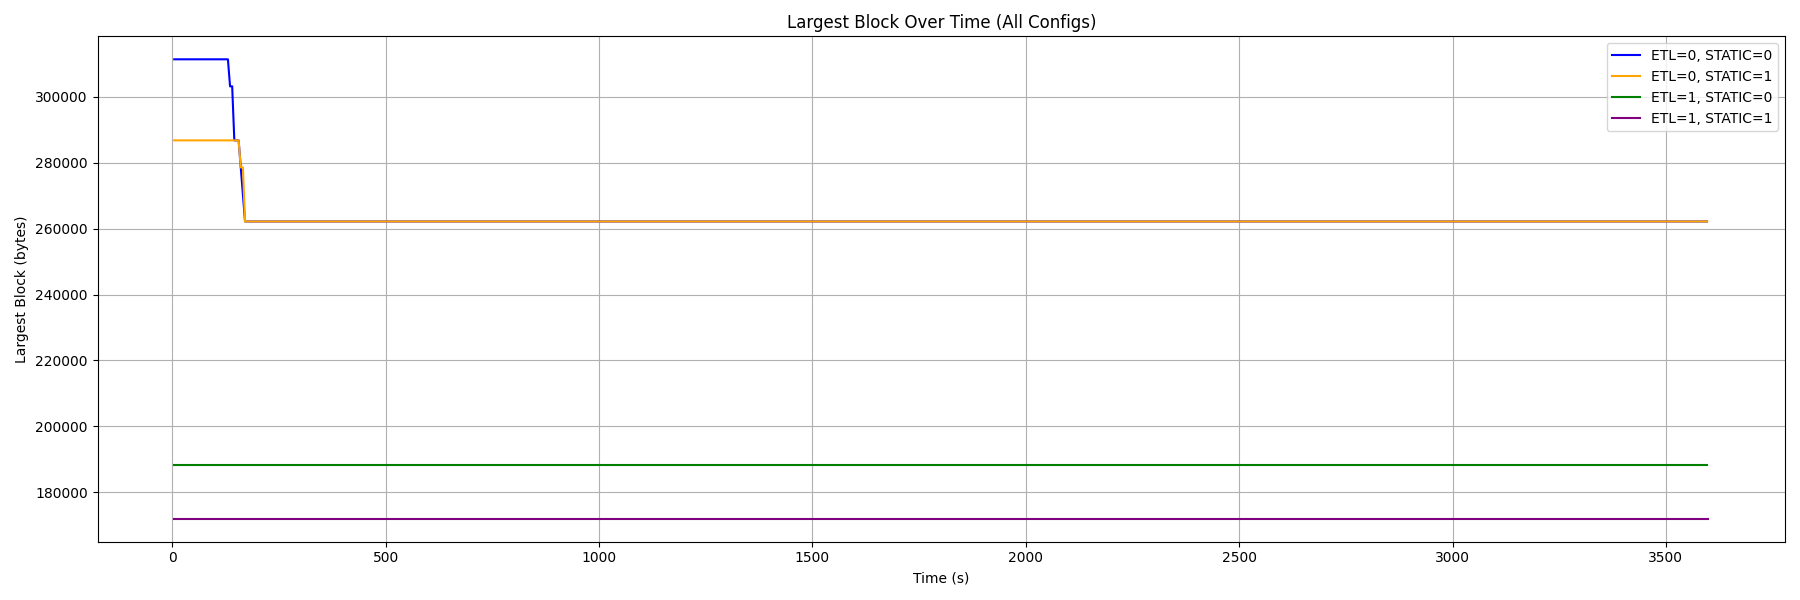 Largest Block Over Time (All Configs)
ETL=0, STATIC=0
ETL=0, STATIC=1
ETL=1, STATIC=0
ETL=1, STATIC=1
Largest Block (bytes)
300000
280000
260000
240000
220000
200000
180000
0 500 1000 1500 2000 2500 3000 3500
Time (s)